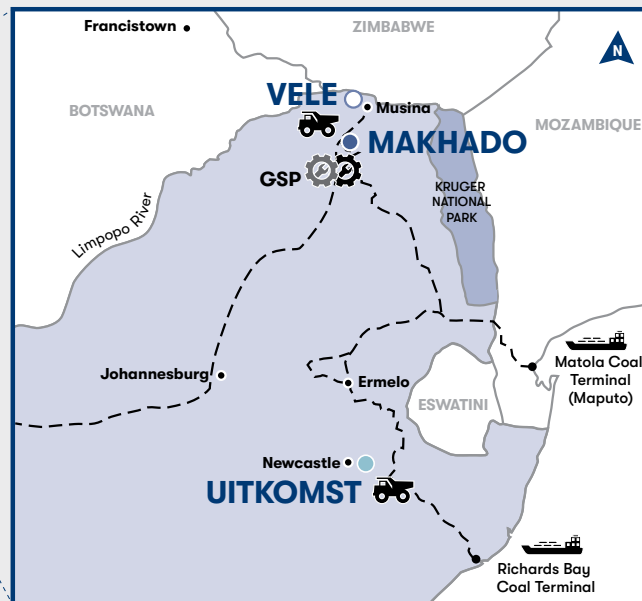 Francistown
ZIMBABWE
N
BOTSWANA
VELE
Musina
MOZAMBIQUE
MAKHADO
GSP
KRUGER
NATIONAL
PARK
Limpopo River
Johannesburg
Ermelo
ESWATINI
Matola Coal
Terminal
(Maputo)
Newcastle
UITKOMST
Richards Bay
Coal Terminal